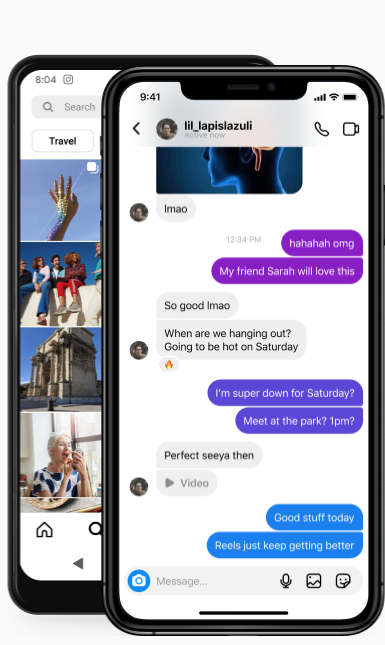 8:04
Search
Travel
9:41
lil_lapislazuli
Active now
lmao
12:34 PM
hahahah omg
My friend Sarah will love this
So good lmao
When are we hanging out?
Going to be hot on Saturday
I'm super down for Saturday?
Meet at the park? 1pm?
Perfect seeya then
Video
Good stuff today
Reels just keep getting better
Message...